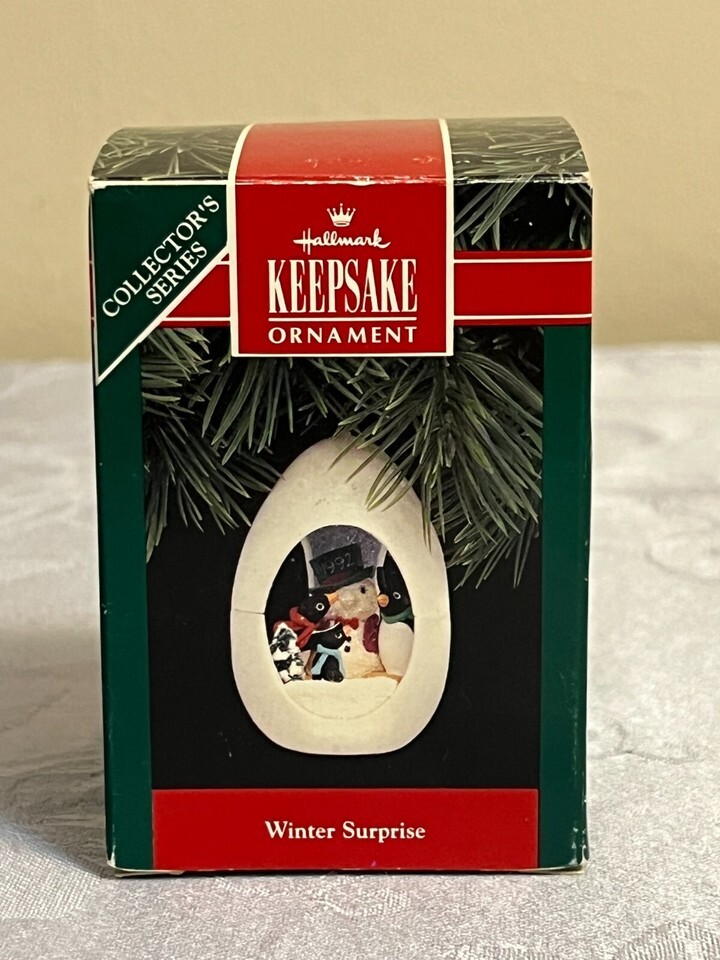 COLLECTOR'S
SERIES
Hallmark
KEEPSAKE
ORNAMENT
1992
Winter Surprise